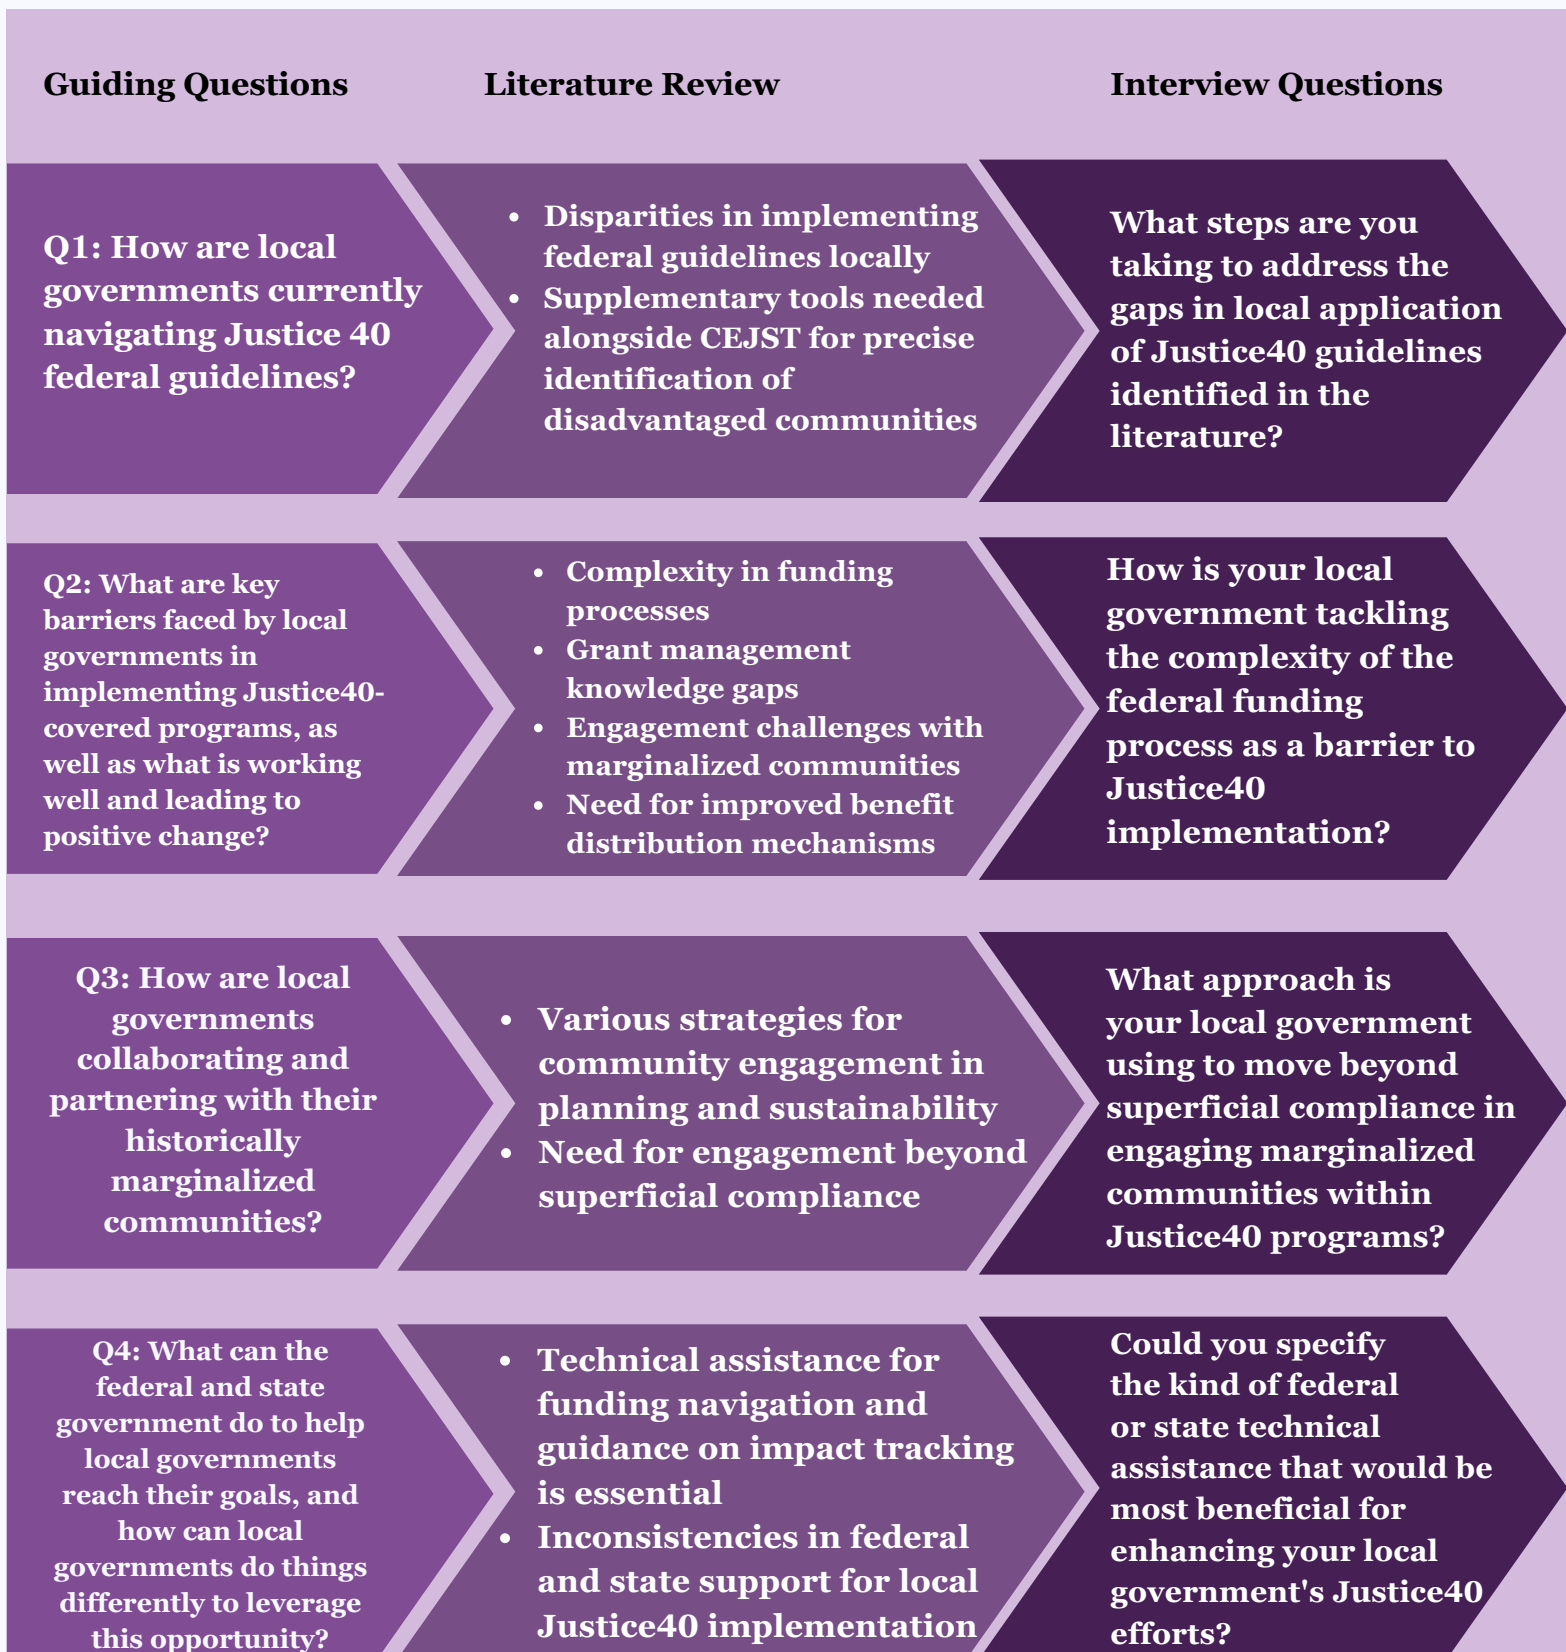 Guiding Questions
Literature Review
Interview Questions
Q1: How are local
governments currently
navigating Justice 40
federal guidelines?
• Disparities in implementing
federal guidelines locally
• Supplementary tools needed
alongside CEJST for precise
identification of
disadvantaged communities
What steps are you
taking to address the
gaps in local application
of Justice40 guidelines
identified in the
literature?
Q2: What are key
barriers faced by local
governments in
implementing Justice40-
covered programs, as
well as what is working
well and leading to
positive change?
• Complexity in funding
processes
• Grant management
knowledge gaps
• Engagement challenges with
marginalized communities
• Need for improved benefit
distribution mechanisms
How is your local
government tackling
the complexity of the
federal funding
process as a barrier to
Justice40
implementation?
Q3: How are local
governments
collaborating and
partnering with their
historically
marginalized
communities?
• Various strategies for
community engagement in
planning and sustainability
• Need for engagement beyond
superficial compliance
What approach is
your local government
using to move beyond
superficial compliance in
engaging marginalized
communities within
Justice40 programs?
Q4: What can the
federal and state
government do to help
local governments
reach their goals, and
how can local
governments do things
differently to leverage
this opportunity?
• Technical assistance for
funding navigation and
guidance on impact tracking
is essential
• Inconsistencies in federal
and state support for local
Justice40 implementation
Could you specify
the kind of federal
or state technical
assistance that would be
most beneficial for
enhancing your local
government's Justice40
efforts?